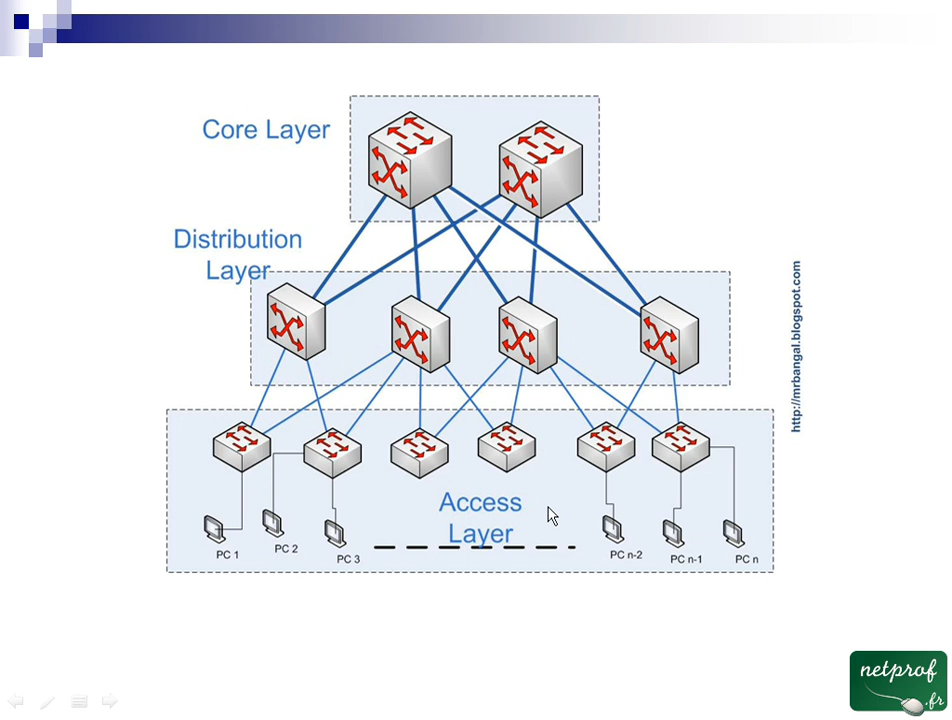 Core Layer
Distribution
Layer
http://mrbangal.blogspot.com
Access
Layer
PC 1
PC 2
PC 3
PC n-2
PC n-1
PC n
netprof
.fr